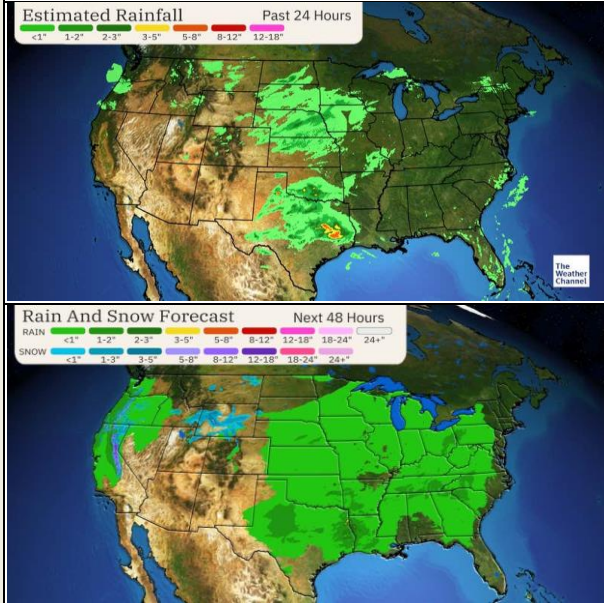 Estimated Rainfall Past 24 Hours
<1" 1-2" 2-3" 3-5" 5-8" 8-12" 12-18"
The
Weather
Channel
Rain And Snow Forecast Next 48 Hours
RAIN
<1" 1-2" 2-3" 3-5" 5-8" 8-12" 12-18" 18-24" 24+"
SNOW
<1" 1-3" 3-5" 5-8" 8-12" 12-18" 18-24" 24+"